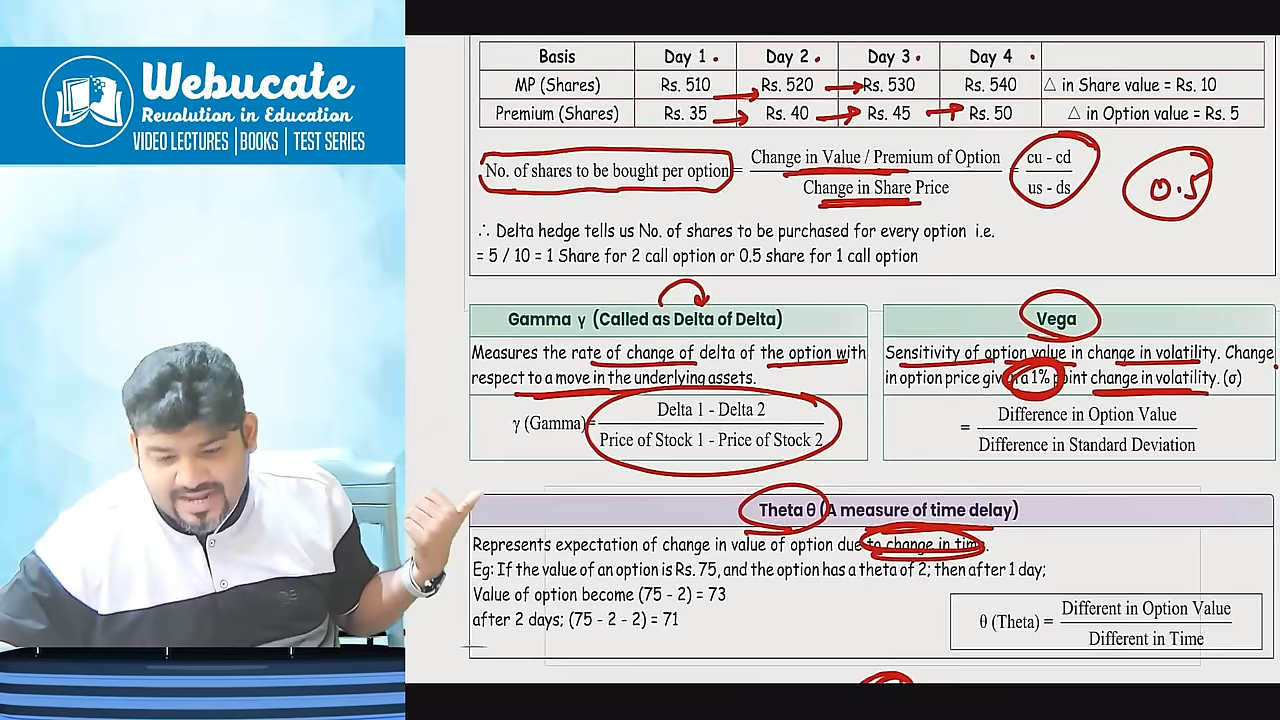 Webucate
Revolution in Education
VIDEO LECTURES | BOOKS | TEST SERIES
Basis Day 1 Day 2 Day 3 Day 4
MP (Shares) Rs. 510 Rs. 520 Rs. 530 Rs. 540 △ in Share value = Rs. 10
Premium (Shares) Rs. 35 Rs. 40 Rs. 45 Rs. 50 △ in Option value = Rs. 5
No. of shares to be bought per option = Change in Value / Premium of Option = cu - cd
Change in Share Price us - ds
0.5
∴ Delta hedge tells us No. of shares to be purchased for every option i.e.
= 5 / 10 = 1 Share for 2 call option or 0.5 share for 1 call option
Gamma γ (Called as Delta of Delta)
Measures the rate of change of delta of the option with
respect to a move in the underlying assets.
γ (Gamma) = Delta 1 - Delta 2
Price of Stock 1 - Price of Stock 2
Vega
Sensitivity of option value in change in volatility. Change
in option price given a 1% point change in volatility. (σ)
= Difference in Option Value
Difference in Standard Deviation
Theta θ (A measure of time delay)
Represents expectation of change in value of option due to change in time.
Eg: If the value of an option is Rs. 75, and the option has a theta of 2; then after 1 day;
Value of option become (75 - 2) = 73
after 2 days; (75 - 2 - 2) = 71
θ (Theta) = Different in Option Value
Different in Time